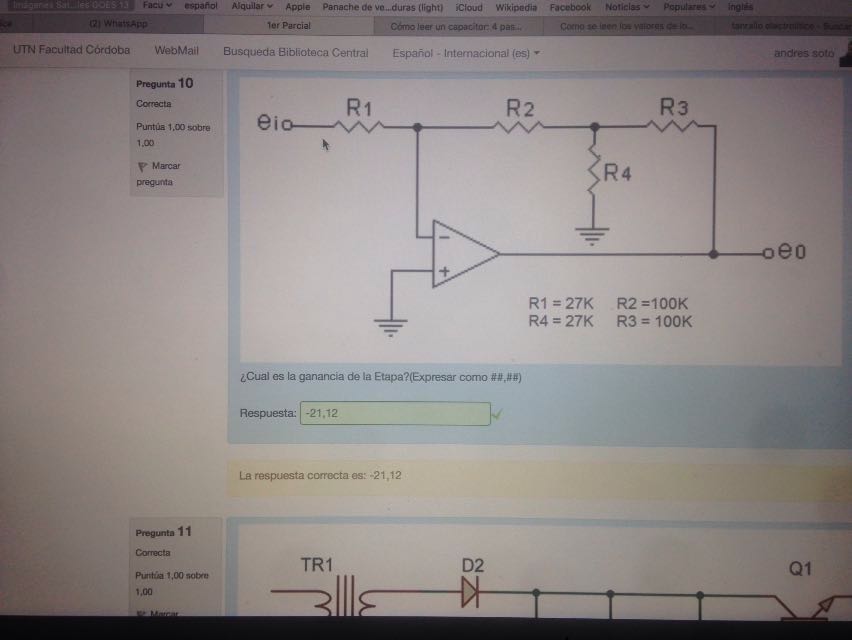 Imágenes Sat...les GOES 13 Facu español Alquilar Apple Panache de ve...duras (light) iCloud Wikipedia Facebook Noticias Populares Inglés
(2) WhatsApp 1er Parcial Cómo leer un capacitor: 4 pas... Como se leen los valores de lo... tantalio electrolitico - Buscar
UTN Facultad Córdoba WebMail Busqueda Biblioteca Central Español - Internacional (es) andres soto
Pregunta 10
Correcta
Puntúa 1,00 sobre
1,00
Marcar
pregunta
ei R1 R2 R3
R4
-
+
e0
R1 = 27K R2 =100K
R4 = 27K R3 = 100K
¿Cual es la ganancia de la Etapa?(Expresar como ##,##)
Respuesta: -21,12
La respuesta correcta es: -21,12
Pregunta 11
Correcta
Puntúa 1,00 sobre
1,00
Marcar
TR1 D2 Q1